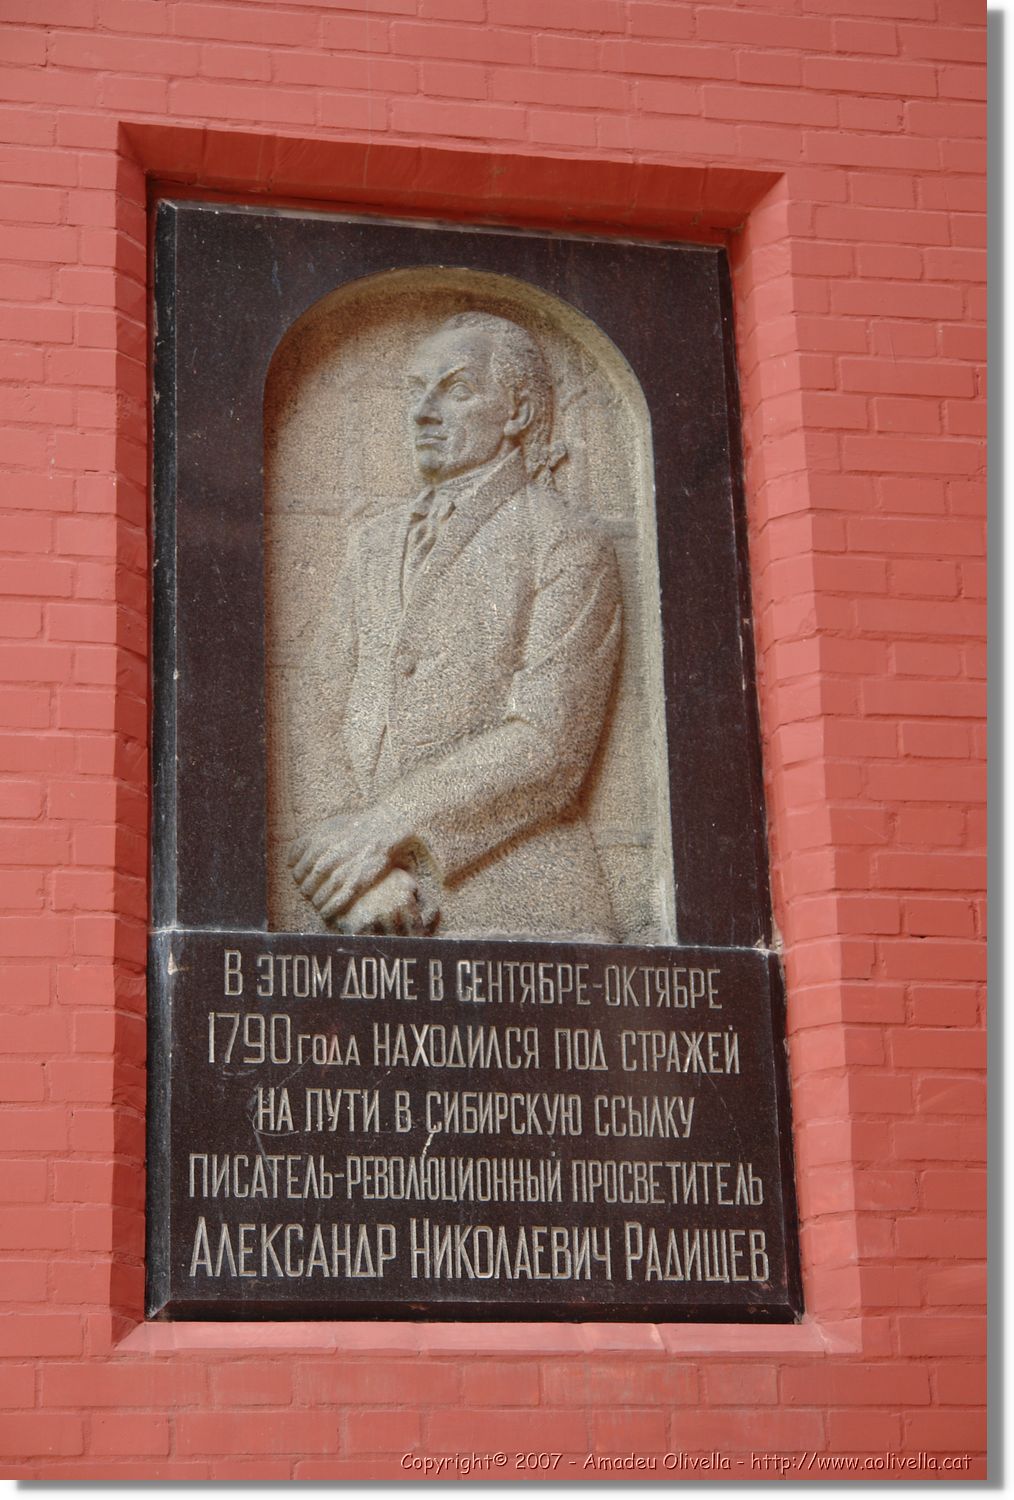 В ЭТОМ ДОМЕ В СЕНТЯБРЕ-ОКТЯБРЕ
1790 ГОДА НАХОДИЛСЯ ПОД СТРАЖЕЙ
НА ПУТИ В СИБИРСКУЮ ССЫЛКУ
ПИСАТЕЛЬ-РЕВОЛЮЦИОННЫЙ ПРОСВЕТИТЕЛЬ
АЛЕКСАНДР НИКОЛАЕВИЧ РАДИЩЕВ
Copyright© 2007 - Amadeu Olivella - http://www.aolivella.cat